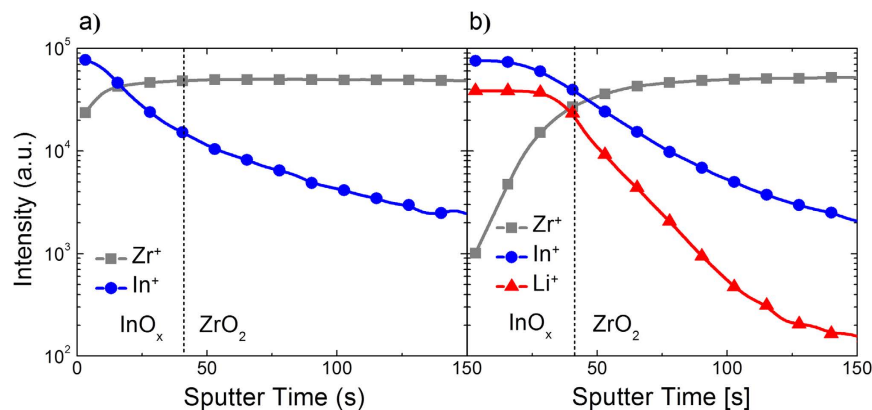 a)
b)
Intensity (a.u.)
10⁵
10⁴
10³
10²
Zr⁺
In⁺
InOₓ ZrO₂
Zr⁺
In⁺
Li⁺
InOₓ ZrO₂
0 50 100 150 50 100 150
Sputter Time (s)
Sputter Time [s]